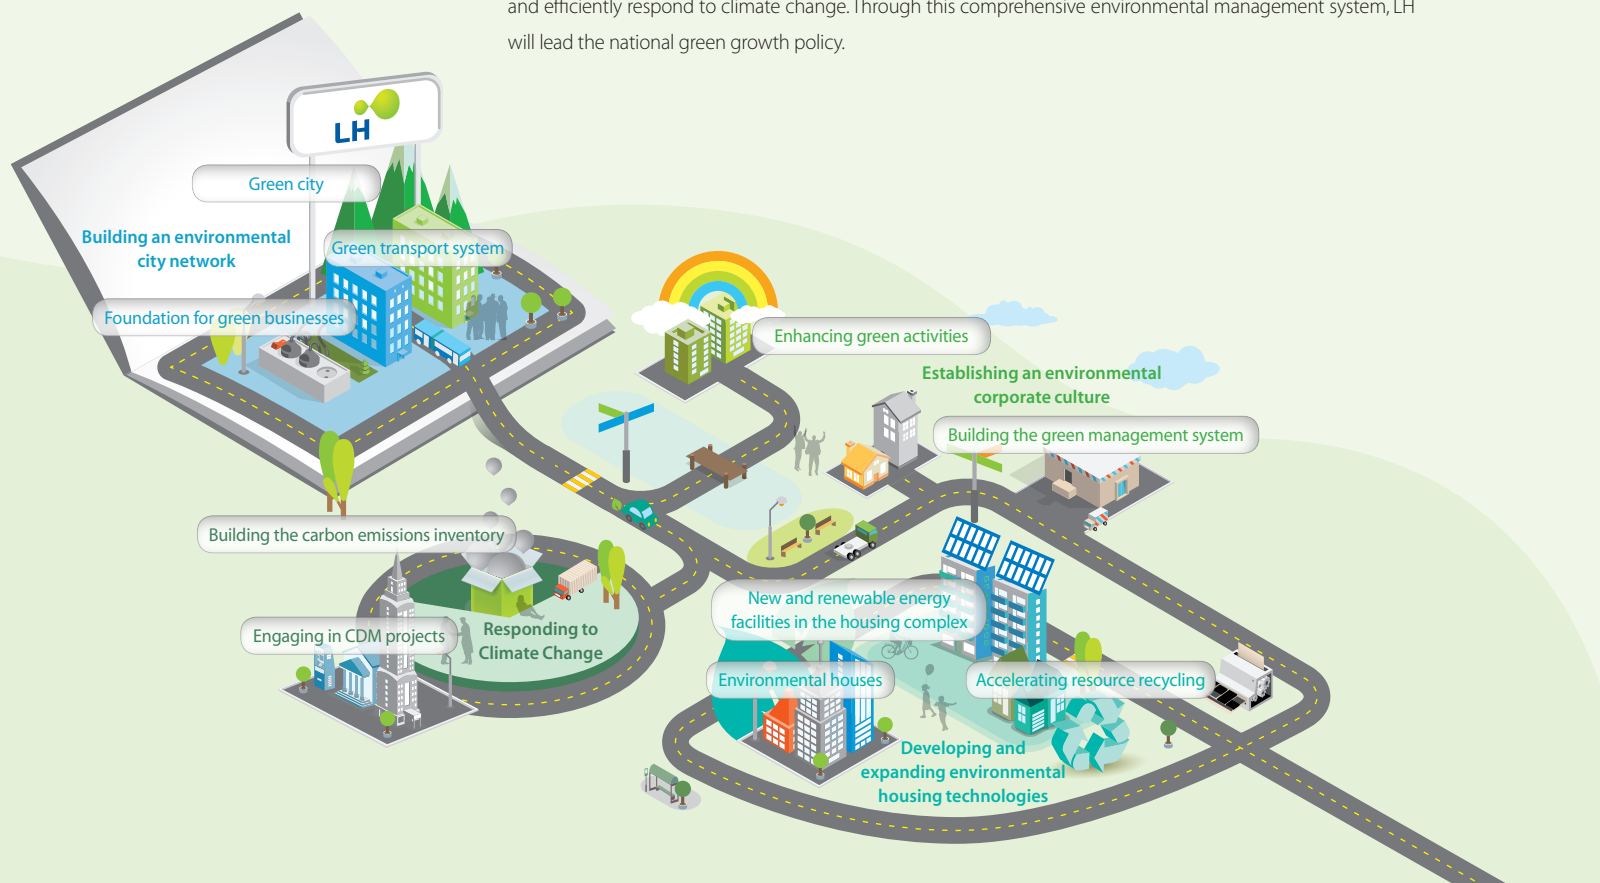 and efficiently respond to climate change. Through this comprehensive environmental management system, LH
will lead the national green growth policy.
LH
Green city
Building an environmental
city network
Green transport system
Foundation for green businesses
Enhancing green activities
Establishing an environmental
corporate culture
Building the green management system
Building the carbon emissions inventory
Engaging in CDM projects
Responding to
Climate Change
New and renewable energy
facilities in the housing complex
Environmental houses
Accelerating resource recycling
Developing and
expanding environmental
housing technologies